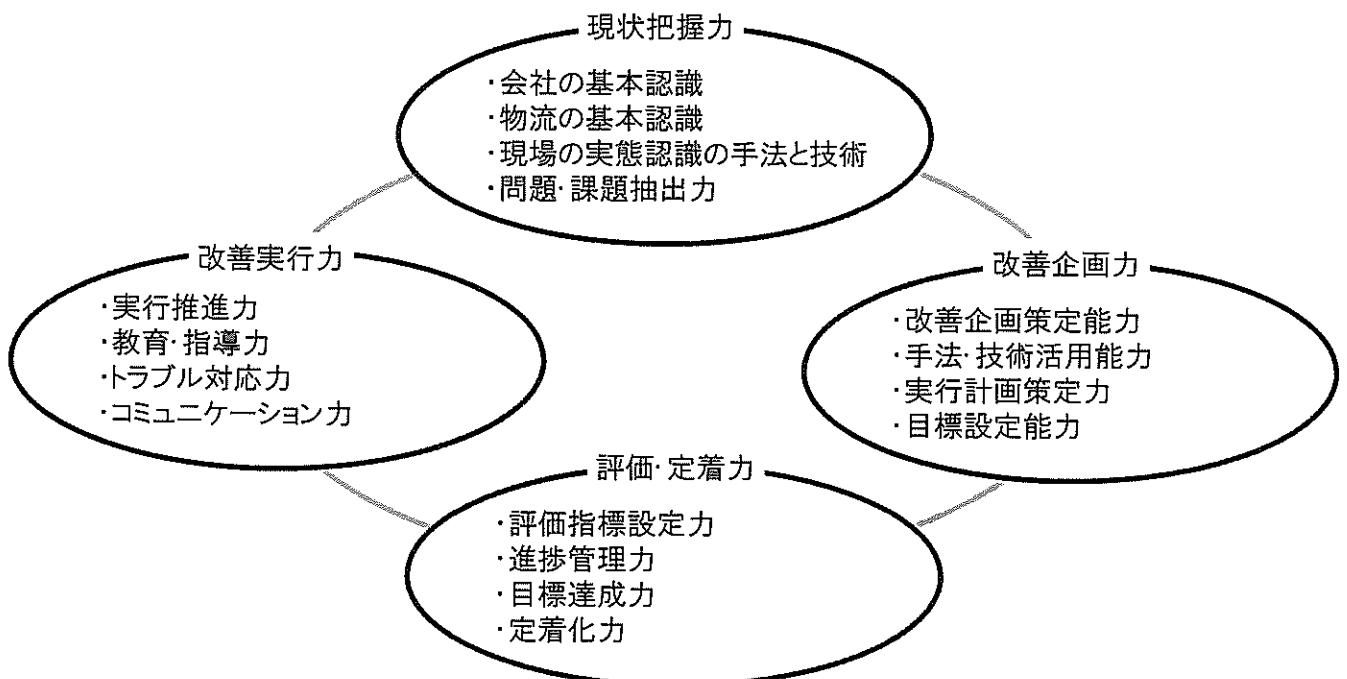 現状把握力
・会社の基本認識
・物流の基本認識
・現場の実態認識の手法と技術
・問題・課題抽出力
改善実行力
・実行推進力
・教育・指導力
・トラブル対応力
・コミュニケーション力
改善企画力
・改善企画策定能力
・手法・技術活用能力
・実行計画策定力
・目標設定能力
評価・定着力
・評価指標設定力
・進捗管理力
・目標達成力
・定着化力